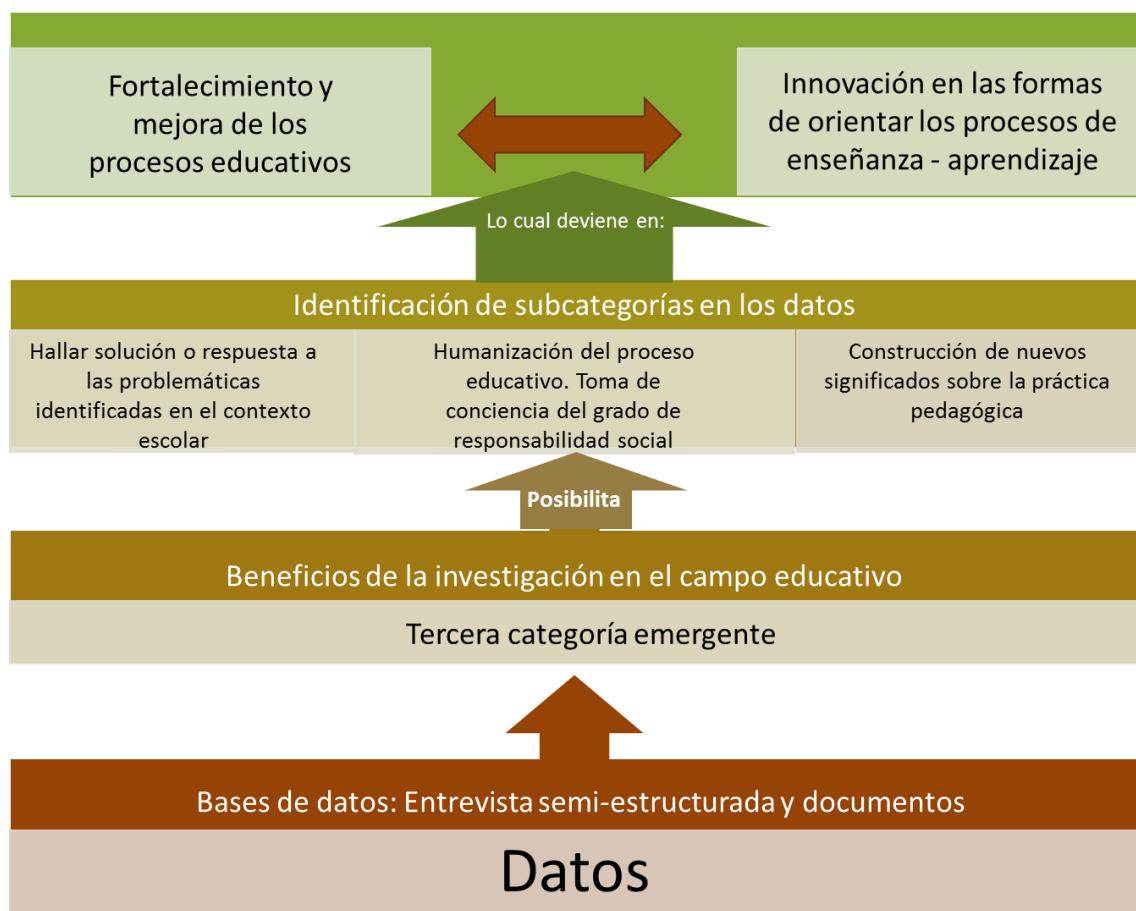 Fortalecimiento y
mejora de los
procesos educativos
Innovación en las formas
de orientar los procesos de
enseñanza - aprendizaje
Lo cual deviene en:
Identificación de subcategorías en los datos
Hallar solución o respuesta a
las problemáticas
identificadas en el contexto
escolar
Humanización del proceso
educativo. Toma de
conciencia del grado de
responsabilidad social
Construcción de nuevos
significados sobre la práctica
pedagógica
Posibilita
Beneficios de la investigación en el campo educativo
Tercera categoría emergente
Bases de datos: Entrevista semi-estructurada y documentos
Datos